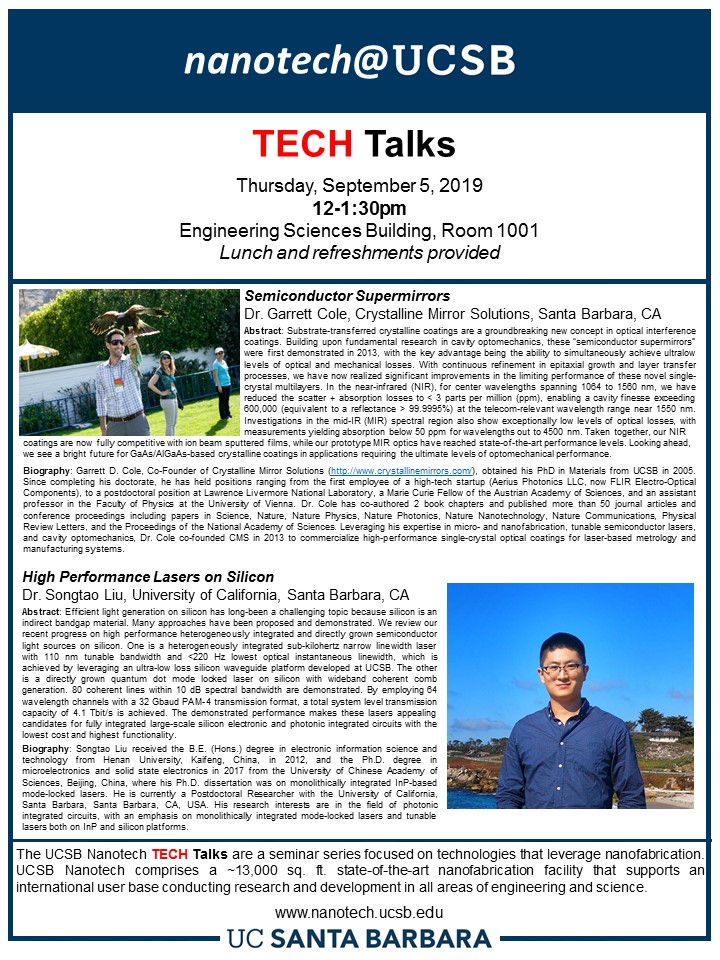 nanotech@UCSB
TECH Talks
Thursday, September 5, 2019
12-1:30pm
Engineering Sciences Building, Room 1001
Lunch and refreshments provided
Semiconductor Supermirrors
Dr. Garrett Cole, Crystalline Mirror Solutions, Santa Barbara, CA
Abstract: Substrate-transferred crystalline coatings are a groundbreaking new concept in optical interference
coatings. Building upon fundamental research in cavity optomechanics, these “semiconductor supermirrors”
were first demonstrated in 2013, with the key advantage being the ability to simultaneously achieve ultralow
levels of optical and mechanical losses. With continuous refinement in epitaxial growth and layer transfer
processes, we have now realized significant improvements in the limiting performance of these novel single-
crystal multilayers. In the near-infrared (NIR), for center wavelengths spanning 1064 to 1560 nm, we have
reduced the scatter + absorption losses to < 3 parts per million (ppm), enabling a cavity finesse exceeding
600,000 (equivalent to a reflectance > 99.9995%) at the telecom-relevant wavelength range near 1550 nm.
Investigations in the mid-IR (MIR) spectral region also show exceptionally low levels of optical losses, with
measurements yielding absorption below 50 ppm for wavelengths out to 4500 nm. Taken together, our NIR
coatings are now fully competitive with ion beam sputtered films, while our prototype MIR optics have reached state-of-the-art performance levels. Looking ahead,
we see a bright future for GaAs/AlGaAs-based crystalline coatings in applications requiring the ultimate levels of optomechanical performance.
Biography: Garrett D. Cole, Co-Founder of Crystalline Mirror Solutions (http://www.crystallinemirrors.com/), obtained his PhD in Materials from UCSB in 2005.
Since completing his doctorate, he has held positions ranging from the first employee of a high-tech startup (Aerius Photonics LLC, now FLIR Electro-Optical
Components), to a postdoctoral position at Lawrence Livermore National Laboratory, a Marie Curie Fellow of the Austrian Academy of Sciences, and an assistant
professor in the Faculty of Physics at the University of Vienna. Dr. Cole has co-authored 2 book chapters and published more than 50 journal articles and
conference proceedings including papers in Science, Nature, Nature Physics, Nature Photonics, Nature Nanotechnology, Nature Communications, Physical
Review Letters, and the Proceedings of the National Academy of Sciences. Leveraging his expertise in micro- and nanofabrication, tunable semiconductor lasers,
and cavity optomechanics, Dr. Cole co-founded CMS in 2013 to commercialize high-performance single-crystal optical coatings for laser-based metrology and
manufacturing systems.
High Performance Lasers on Silicon
Dr. Songtao Liu, University of California, Santa Barbara, CA
Abstract: Efficient light generation on silicon has long-been a challenging topic because silicon is an
indirect bandgap material. Many approaches have been proposed and demonstrated. We review our
recent progress on high performance heterogeneously integrated and directly grown semiconductor
light sources on silicon. One is a heterogeneously integrated sub-kilohertz narrow linewidth laser
with 110 nm tunable bandwidth and <220 Hz lowest optical instantaneous linewidth, which is
achieved by leveraging an ultra-low loss silicon waveguide platform developed at UCSB. The other
is a directly grown quantum dot mode locked laser on silicon with wideband coherent comb
generation. 80 coherent lines within 10 dB spectral bandwidth are demonstrated. By employing 64
wavelength channels with a 32 Gbaud PAM-4 transmission format, a total system level transmission
capacity of 4.1 Tbit/s is achieved. The demonstrated performance makes these lasers appealing
candidates for fully integrated large-scale silicon electronic and photonic integrated circuits with the
lowest cost and highest functionality.
Biography: Songtao Liu received the B.E. (Hons.) degree in electronic information science and
technology from Henan University, Kaifeng, China, in 2012, and the Ph.D. degree in
microelectronics and solid state electronics in 2017 from the University of Chinese Academy of
Sciences, Beijing, China, where his Ph.D. dissertation was on monolithically integrated InP-based
mode-locked lasers. He is currently a Postdoctoral Researcher with the University of California,
Santa Barbara, Santa Barbara, CA, USA. His research interests are in the field of photonic
integrated circuits, with an emphasis on monolithically integrated mode-locked lasers and tunable
lasers both on InP and silicon platforms.
The UCSB Nanotech TECH Talks are a seminar series focused on technologies that leverage nanofabrication.
UCSB Nanotech comprises a ~13,000 sq. ft. state-of-the-art nanofabrication facility that supports an
international user base conducting research and development in all areas of engineering and science.
www.nanotech.ucsb.edu
UC SANTA BARBARA